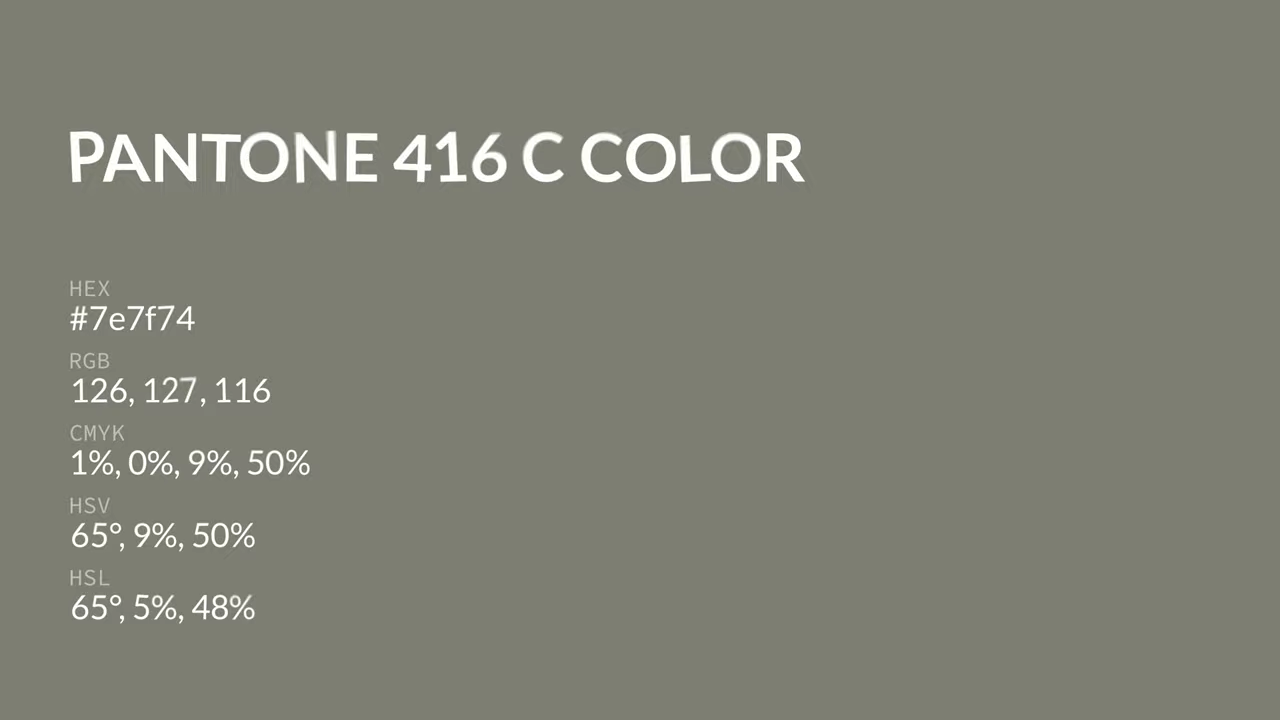 PANTONE 416 C COLOR
HEX
#7e7f74
RGB
126, 127, 116
CMYK
1%, 0%, 9%, 50%
HSV
65°, 9%, 50%
HSL
65°, 5%, 48%